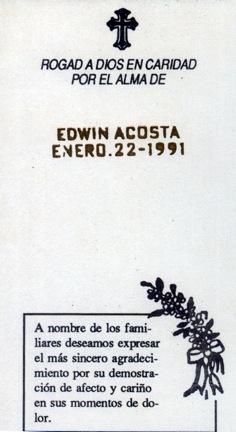 ROGAD A DIOS EN CARIDAD
POR EL ALMA DE
EDWIN ACOSTA
ENERO.22-1991
A nombre de los fami-
liares deseamos expresar
el más sincero agradeci-
miento por su demostra-
ción de afecto y cariño
en sus momentos de do-
lor.